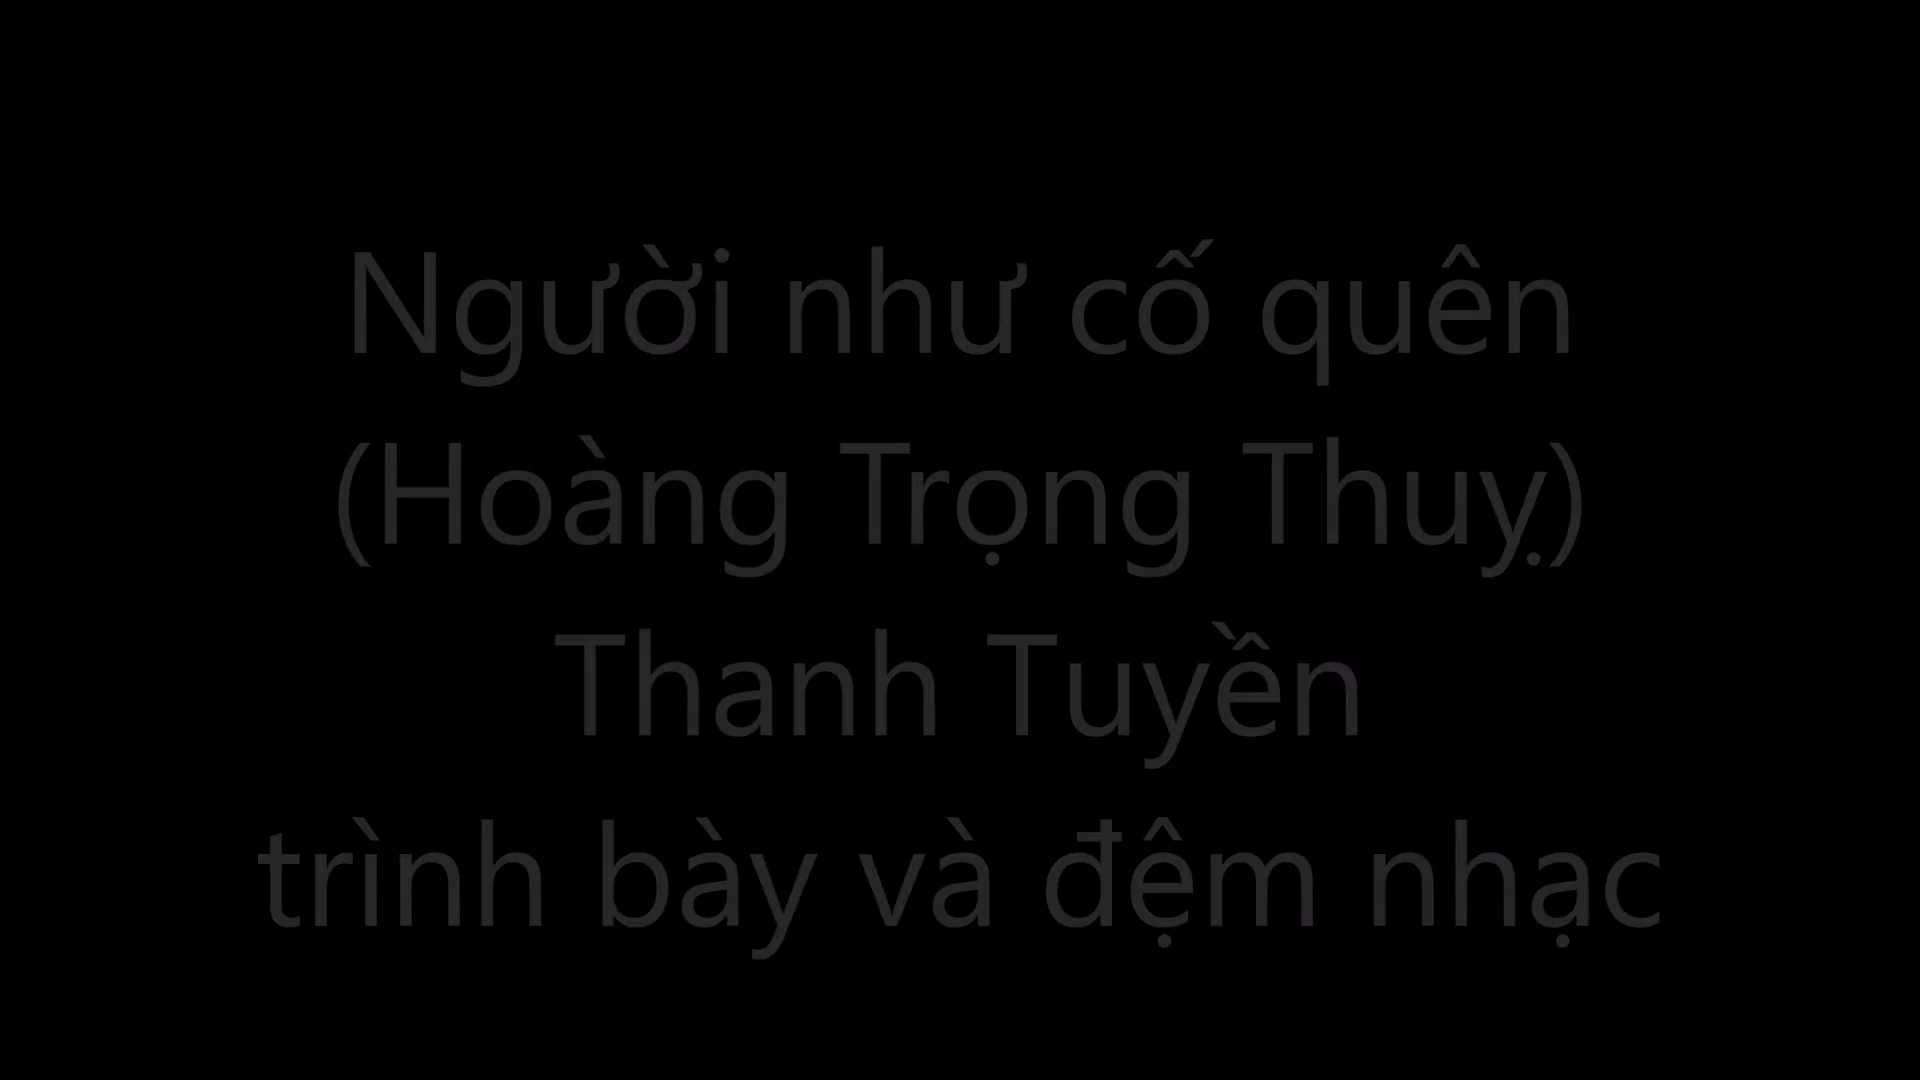 Người như cố quên
(Hoàng Trọng Thuỵ)
Thanh Tuyền
trình bày và đệm nhạc